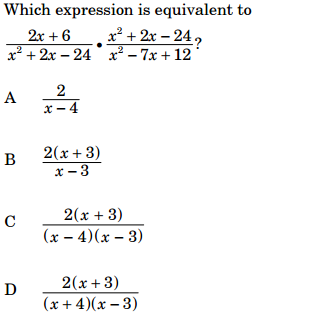 Which expression is equivalent to
(2x + 6)/(x² + 2x – 24) • (x² + 2x – 24)/(x² – 7x + 12)?
A 2/(x – 4)
B 2(x + 3)/(x – 3)
C 2(x + 3)/((x – 4)(x – 3))
D 2(x + 3)/((x + 4)(x – 3))